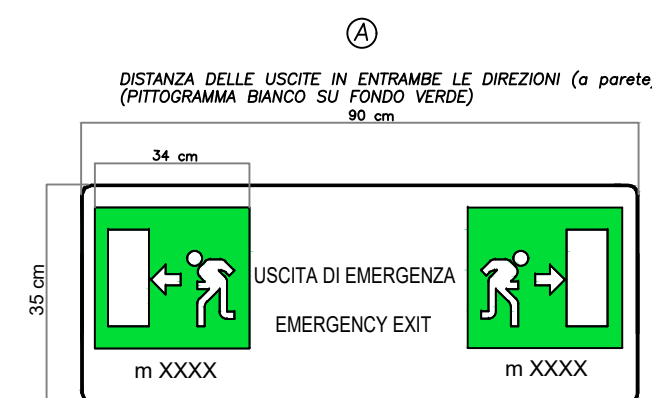 A
DISTANZA DELLE USCITE IN ENTRAMBE LE DIREZIONI (a parete)
(PITTOGRAMMA BIANCO SU FONDO VERDE)
90 cm
34 cm
35 cm
USCITA DI EMERGENZA
EMERGENCY EXIT
m XXXX
m XXXX